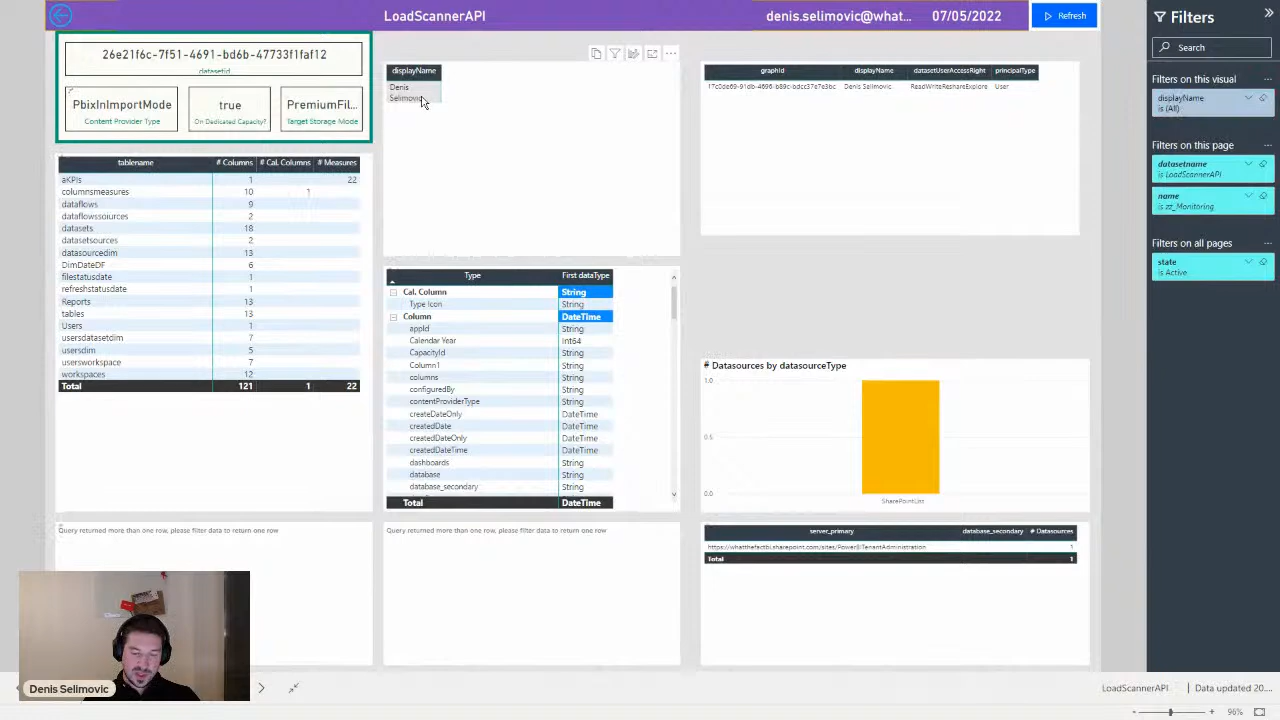 LoadScannerAPI
denis.selimovic@what...
07/05/2022
Refresh
26e21f6c-7f51-4691-bd6b-47733f1faf12
datasetid
PbixInImportMode
Content Provider Type
true
On Dedicated Capacity?
PremiumFil...
Target Storage Mode
tablename # Columns # Cal. Columns # Measures
aKPIs 1 22
columnsmeasures 10 1
dataflows 9
dataflowssoiurces 2
datasets 18
datasetsources 2
datasourcedim 13
DimDateDF 6
filestatusdate 1
refreshstatusdate 1
Reports 13
tables 13
Users 1
usersdatasetdim 7
usersdim 5
usersworkspace 7
workspaces 12
Total 121 1 22
displayName
Denis
Selimovic
Type First dataType
Cal. Column String
Type Icon String
Column DateTime
appId String
Calendar Year Int64
CapacityId String
Column1 String
columns String
configuredBy String
contentProviderType String
createDateOnly DateTime
createdDate DateTime
createdDateOnly DateTime
createdDateTime DateTime
dashboards String
database String
database_secondary String
Total DateTime
graphId displayName datasetUserAccessRight principalType
Denis Selimovic ReadWriteReshareExplore User
# Datasources by datasourceType
1.0
0.5
0.0
SharePointList
Query returned more than one row, please filter data to return one row
Query returned more than one row, please filter data to return one row
server_primary database_secondary # Datasources
https://whatthefactbi.sharepoint.com/sites/PowerBITenantAdministration 1
Total 1
Filters
Search
Filters on this visual
displayName
is (All)
Filters on this page
datasetname
is LoadScannerAPI
name
is zz_Monitoring
Filters on all pages
state
is Active
Denis Selimovic
LoadScannerAPI
Data updated 20...
96%